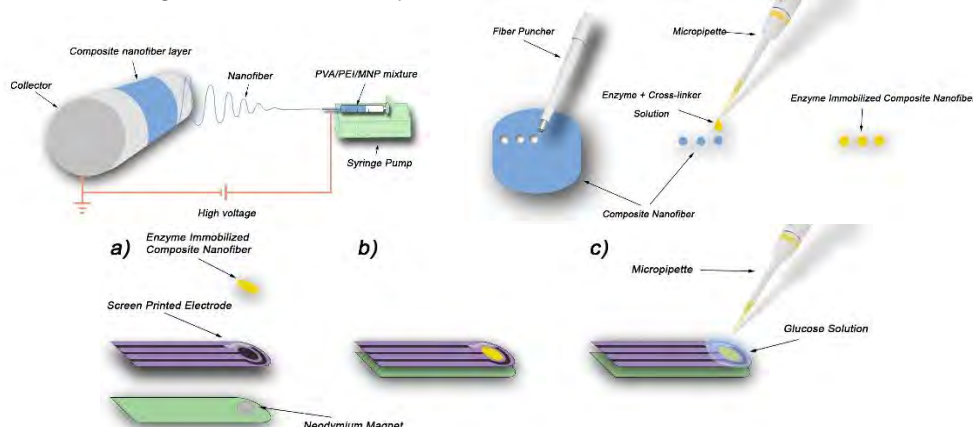 Composite nanofiber layer
Nanofiber
PVA/PEI/MNP mixture
Collector
Syringe Pump
High voltage
Fiber Puncher
Micropipette
Enzyme + Cross-linker
Solution
Enzyme Immobilized Composite Nanofiber
Composite Nanofiber
a)
Enzyme Immobilized
Composite Nanofiber
Screen Printed Electrode
Neodymium Magnet
b)
c)
Micropipette
Glucose Solution